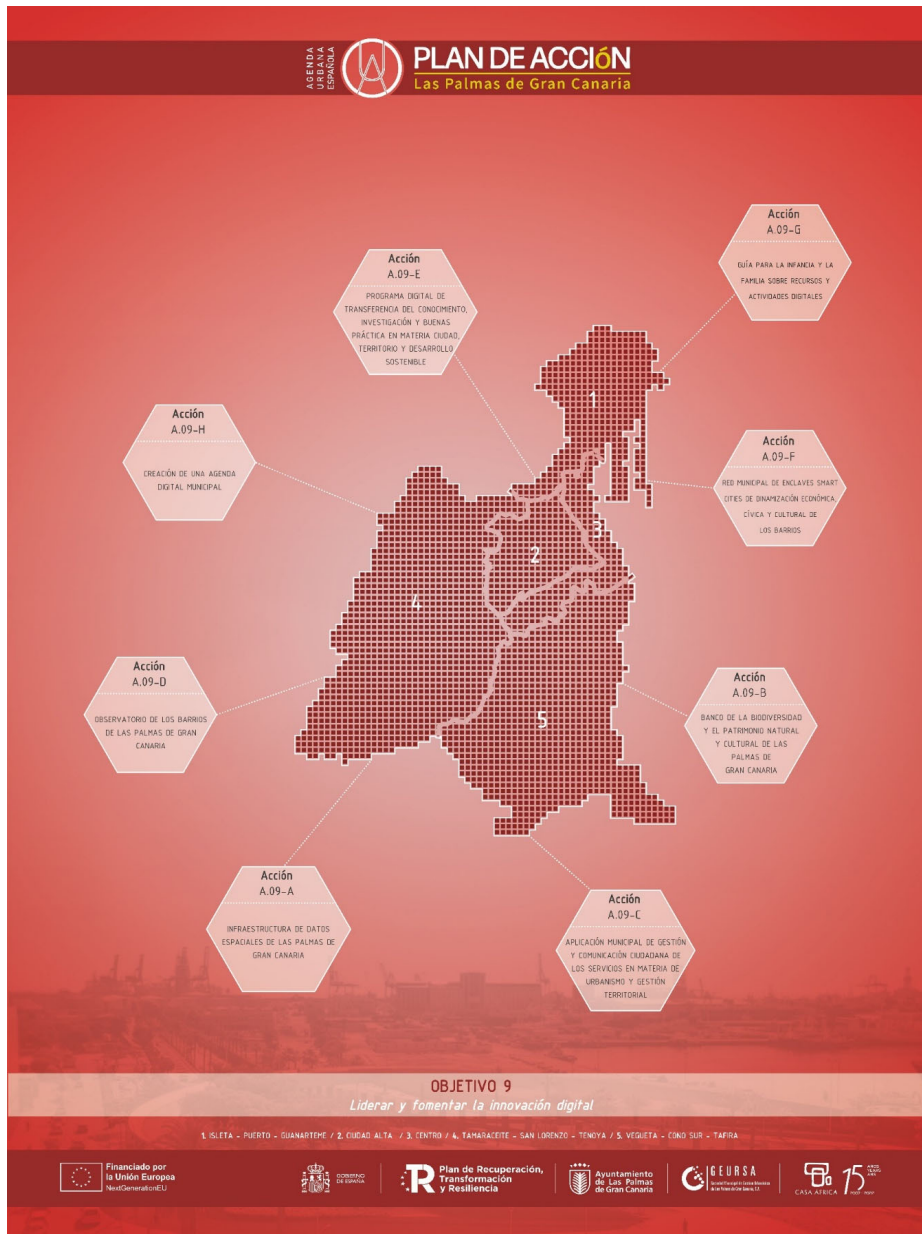 AGENDA
URBANA
ESPAÑOLA
PLAN DE ACCIÓN
Las Palmas de Gran Canaria
Acción
A.09-G
GUÍA PARA LA INFANCIA Y LA
FAMILIA SOBRE RECURSOS Y
ACTIVIDADES DIGITALES
Acción
A.09-E
PROGRAMA DIGITAL DE
TRANSFERENCIA DEL CONOCIMIENTO,
INVESTIGACIÓN Y BUENAS
PRÁCTICA EN MATERIA CIUDAD,
TERRITORIO Y DESARROLLO
SOSTENIBLE
1
Acción
A.09-H
CREACIÓN DE UNA AGENDA
DIGITAL MUNICIPAL
Acción
A.09-F
RED MUNICIPAL DE ENCLAVES SMART
CITIES DE DINAMIZACIÓN ECONÓMICA,
CÍVICA Y CULTURAL DE
LOS BARRIOS
3
2
2
4
Acción
A.09-D
OBSERVATORIO DE LOS BARRIOS
DE LAS PALMAS DE GRAN
CANARIA
Acción
A.09-B
BANCO DE LA BIODIVERSIDAD
Y EL PATRIMONIO NATURAL
Y CULTURAL DE LAS
PALMAS DE
GRAN CANARIA
5
Acción
A.09-A
INFRAESTRUCTURA DE DATOS
ESPACIALES DE LAS PALMAS DE
GRAN CANARIA
Acción
A.09-C
APLICACIÓN MUNICIPAL DE GESTIÓN
Y COMUNICACIÓN CIUDADANA DE
LOS SERVICIOS EN MATERIA DE
URBANISMO Y GESTIÓN
TERRITORIAL
OBJETIVO 9
Liderar y fomentar la innovación digital
1. ISLETA - PUERTO - GUANARTEME / 2. CIUDAD ALTA / 3. CENTRO / 4. TAMARACEITE - SAN LORENZO - TENOYA / 5. VEGUETA - CONO SUR - TAFIRA
Financiado por
la Unión Europea
NextGenerationEU
GOBIERNO
DE ESPAÑA
Plan de Recuperación,
Transformación
y Resiliencia
Ayuntamiento
de Las Palmas
de Gran Canaria
GEURSA
CASA AFRICA
15